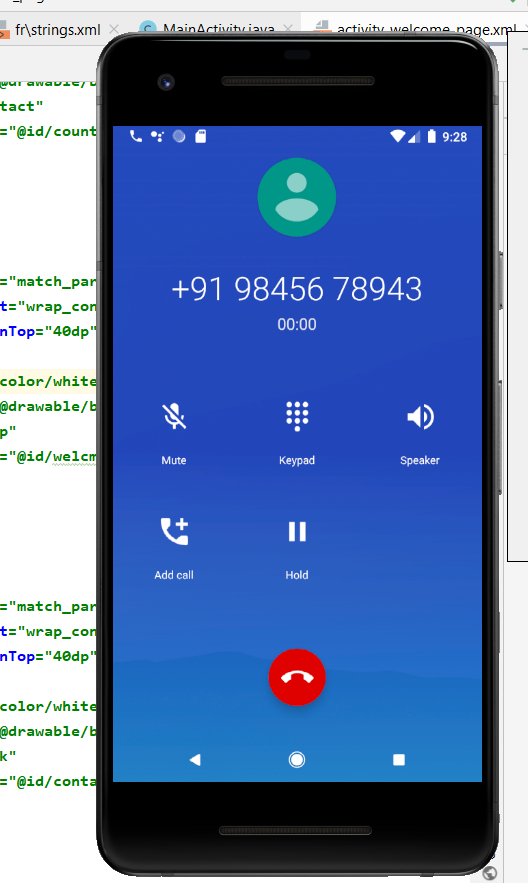 fr\strings.xml MainActivity.java activity_welcome_page.xml
@drawable/b
tact"
="@id/count
="match_par
t="wrap_con
nTop="40dp"
color/white
@drawable/b
p"
="@id/welcm
="match_par
t="wrap_con
nTop="40dp"
color/white
@drawable/b
k"
="@id/conta
9:28
+91 98456 78943
00:00
Mute Keypad Speaker
Add call Hold